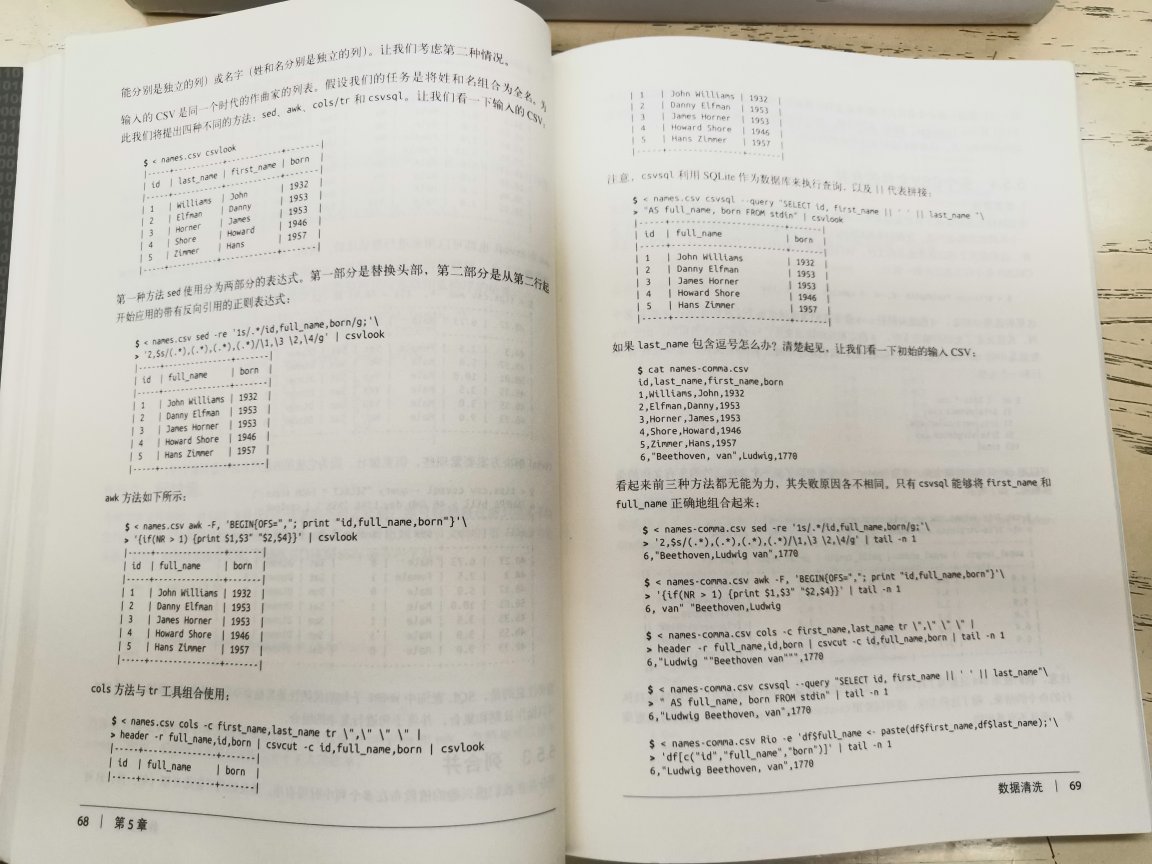 能分别是独立的列）或名字（姓和名分别是独立的列）。让我们考虑第二种情况。
输入的 CSV 是同一个时代的作曲家的列表。假设我们的任务是将姓和名组合为全名。为
此我们将提出四种不同的方法：sed、awk、cols/tr 和 csvsql。让我们看一下输入的 CSV：
$ < names.csv csvlook
|-----+-----------+------------+-------|
| id | last_name | first_name | born |
|-----+-----------+------------+-------|
| 1 | Williams | John | 1932 |
| 2 | Elfman | Danny | 1953 |
| 3 | Horner | James | 1953 |
| 4 | Shore | Howard | 1946 |
| 5 | Zimmer | Hans | 1957 |
|-----+-----------+------------+-------|
第一种方法 sed 使用分为两部分的表达式。第一部分是替换头部，第二部分是从第二行起
开始应用的带有反向引用的正则表达式：
$ < names.csv sed -re '1s/.*/id,full_name,born/g;'\
> '2,$s/(.*),(.*),(.*),(.*)/\1,\3 \2,\4/g' | csvlook
|-----+---------------+-------|
| id | full_name | born |
|-----+---------------+-------|
| 1 | John Williams | 1932 |
| 2 | Danny Elfman | 1953 |
| 3 | James Horner | 1953 |
| 4 | Howard Shore | 1946 |
| 5 | Hans Zimmer | 1957 |
|-----+---------------+-------|
awk 方法如下所示：
$ < names.csv awk -F, 'BEGIN{OFS=","; print "id,full_name,born"}'\
> '{if(NR > 1) {print $1,$3" "$2,$4}}' | csvlook
|-----+---------------+-------|
| id | full_name | born |
|-----+---------------+-------|
| 1 | John Williams | 1932 |
| 2 | Danny Elfman | 1953 |
| 3 | James Horner | 1953 |
| 4 | Howard Shore | 1946 |
| 5 | Hans Zimmer | 1957 |
|-----+---------------+-------|
cols 方法与 tr 工具组合使用：
$ < names.csv cols -c first_name,last_name tr \",\" \" \" |
> header -r full_name,id,born | csvcut -c id,full_name,born | csvlook
|-----+---------------+-------|
| id | full_name | born |
|-----+---------------+-------|
68 | 第 5 章
| 1 | John Williams | 1932 |
| 2 | Danny Elfman | 1953 |
| 3 | James Horner | 1953 |
| 4 | Howard Shore | 1946 |
| 5 | Hans Zimmer | 1957 |
|-----+---------------+-------|
注意，csvsql 利用 SQLite 作为数据库来执行查询，以及 || 代表拼接：
$ < names.csv csvsql --query "SELECT id, first_name || ' ' || last_name "\
> "AS full_name, born FROM stdin" | csvlook
|-----+---------------+-------|
| id | full_name | born |
|-----+---------------+-------|
| 1 | John Williams | 1932 |
| 2 | Danny Elfman | 1953 |
| 3 | James Horner | 1953 |
| 4 | Howard Shore | 1946 |
| 5 | Hans Zimmer | 1957 |
|-----+---------------+-------|
如果 last_name 包含逗号怎么办？清楚起见，让我们看一下初始的输入 CSV：
$ cat names-comma.csv
id,last_name,first_name,born
1,Williams,John,1932
2,Elfman,Danny,1953
3,Horner,James,1953
4,Shore,Howard,1946
5,Zimmer,Hans,1957
6,"Beethoven, van",Ludwig,1770
看起来前三种方法都无能为力，其失败原因各不相同。只有 csvsql 能够将 first_name 和
full_name 正确地组合起来：
$ < names-comma.csv sed -re '1s/.*/id,full_name,born/g;'\
> '2,$s/(.*),(.*),(.*),(.*)/\1,\3 \2,\4/g' | tail -n 1
6,"Beethoven,Ludwig van",1770
$ < names-comma.csv awk -F, 'BEGIN{OFS=","; print "id,full_name,born"}'\
> '{if(NR > 1) {print $1,$3" "$2,$4}}' | tail -n 1
6, van" "Beethoven,Ludwig
$ < names-comma.csv cols -c first_name,last_name tr \",\" \" \" |
> header -r full_name,id,born | csvcut -c id,full_name,born | tail -n 1
6,"Ludwig ""Beethoven van""",1770
$ < names-comma.csv csvsql --query "SELECT id, first_name || ' ' || last_name"\
> " AS full_name, born FROM stdin" | tail -n 1
6,"Ludwig Beethoven, van",1770
$ < names-comma.csv Rio -e 'df$full_name <- paste(df$first_name,df$last_name);'\
> 'df[c("id","full_name","born")]' | tail -n 1
6,"Ludwig Beethoven, van",1770
数据清洗 | 69